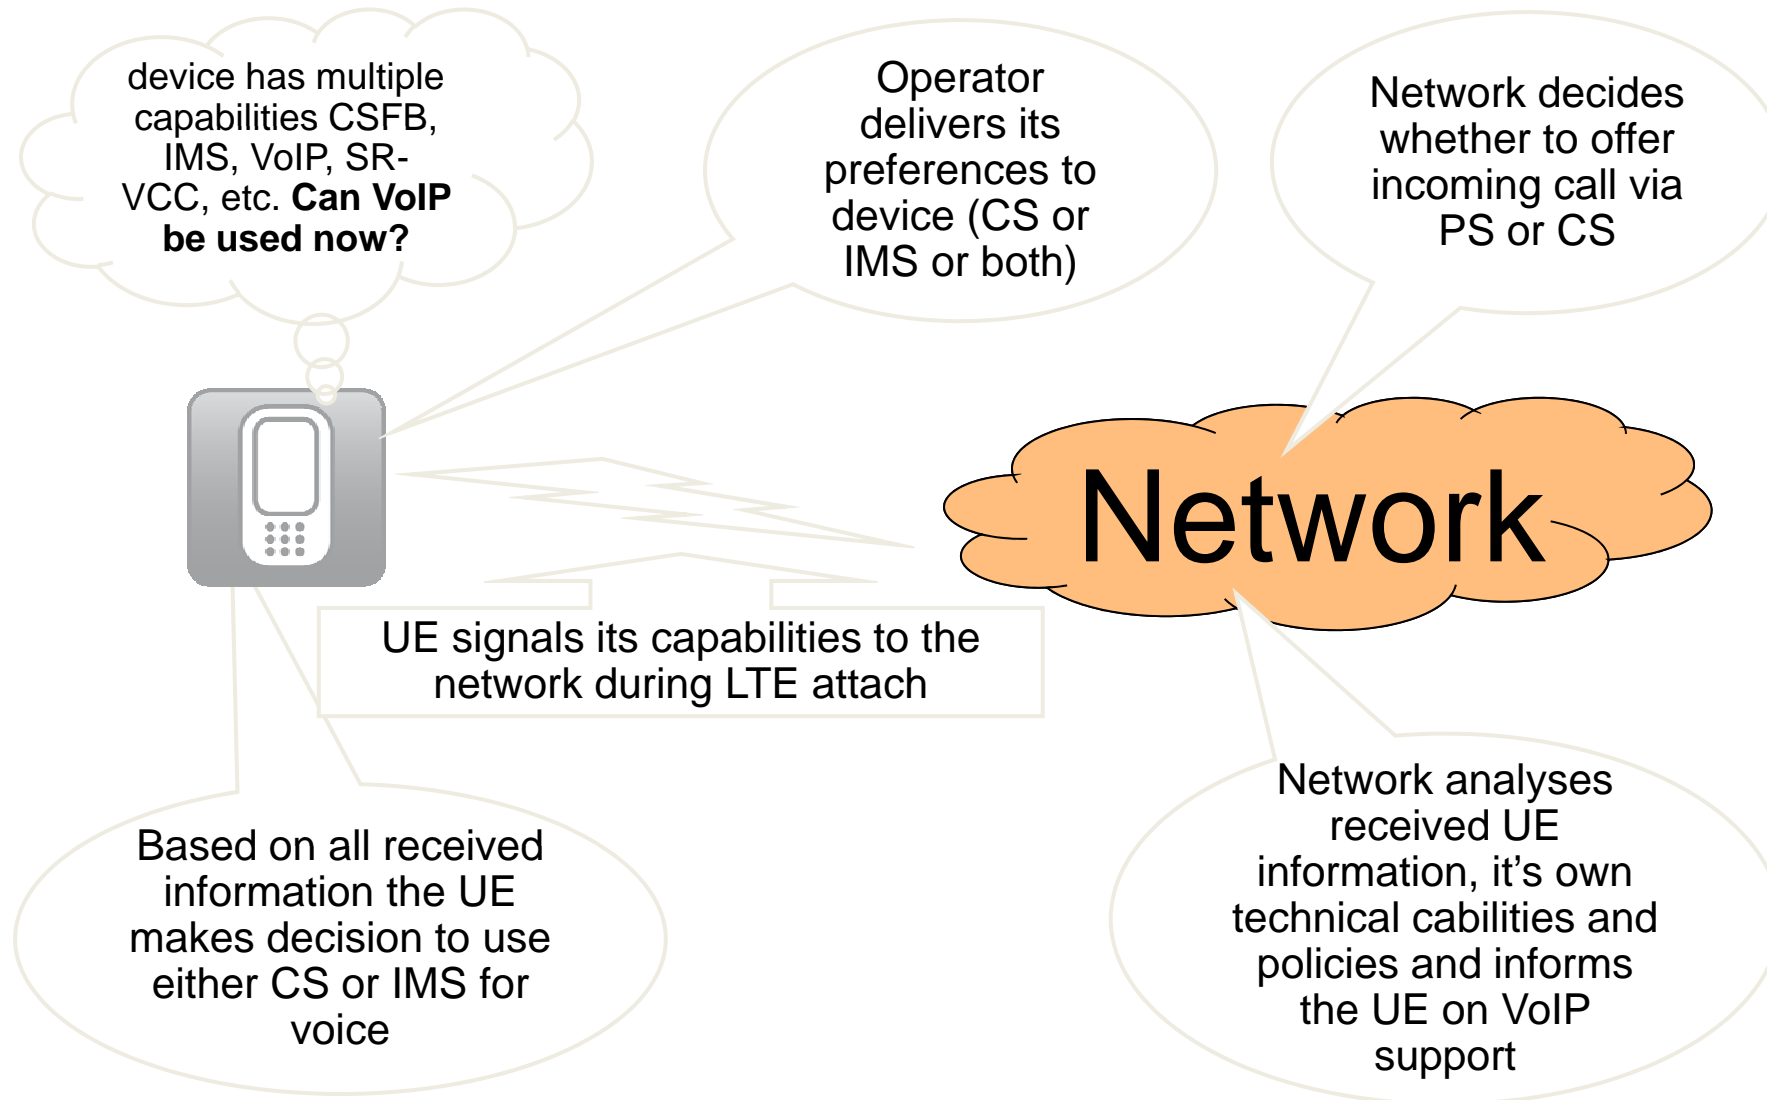 device has multiple
capabilities CSFB,
IMS, VoIP, SR-
VCC, etc. Can VoIP
be used now?
Operator
delivers its
preferences to
device (CS or
IMS or both)
Network decides
whether to offer
incoming call via
PS or CS
Network
UE signals its capabilities to the
network during LTE attach
Based on all received
information the UE
makes decision to use
either CS or IMS for
voice
Network analyses
received UE
information, it’s own
technical cabilities and
policies and informs
the UE on VoIP
support